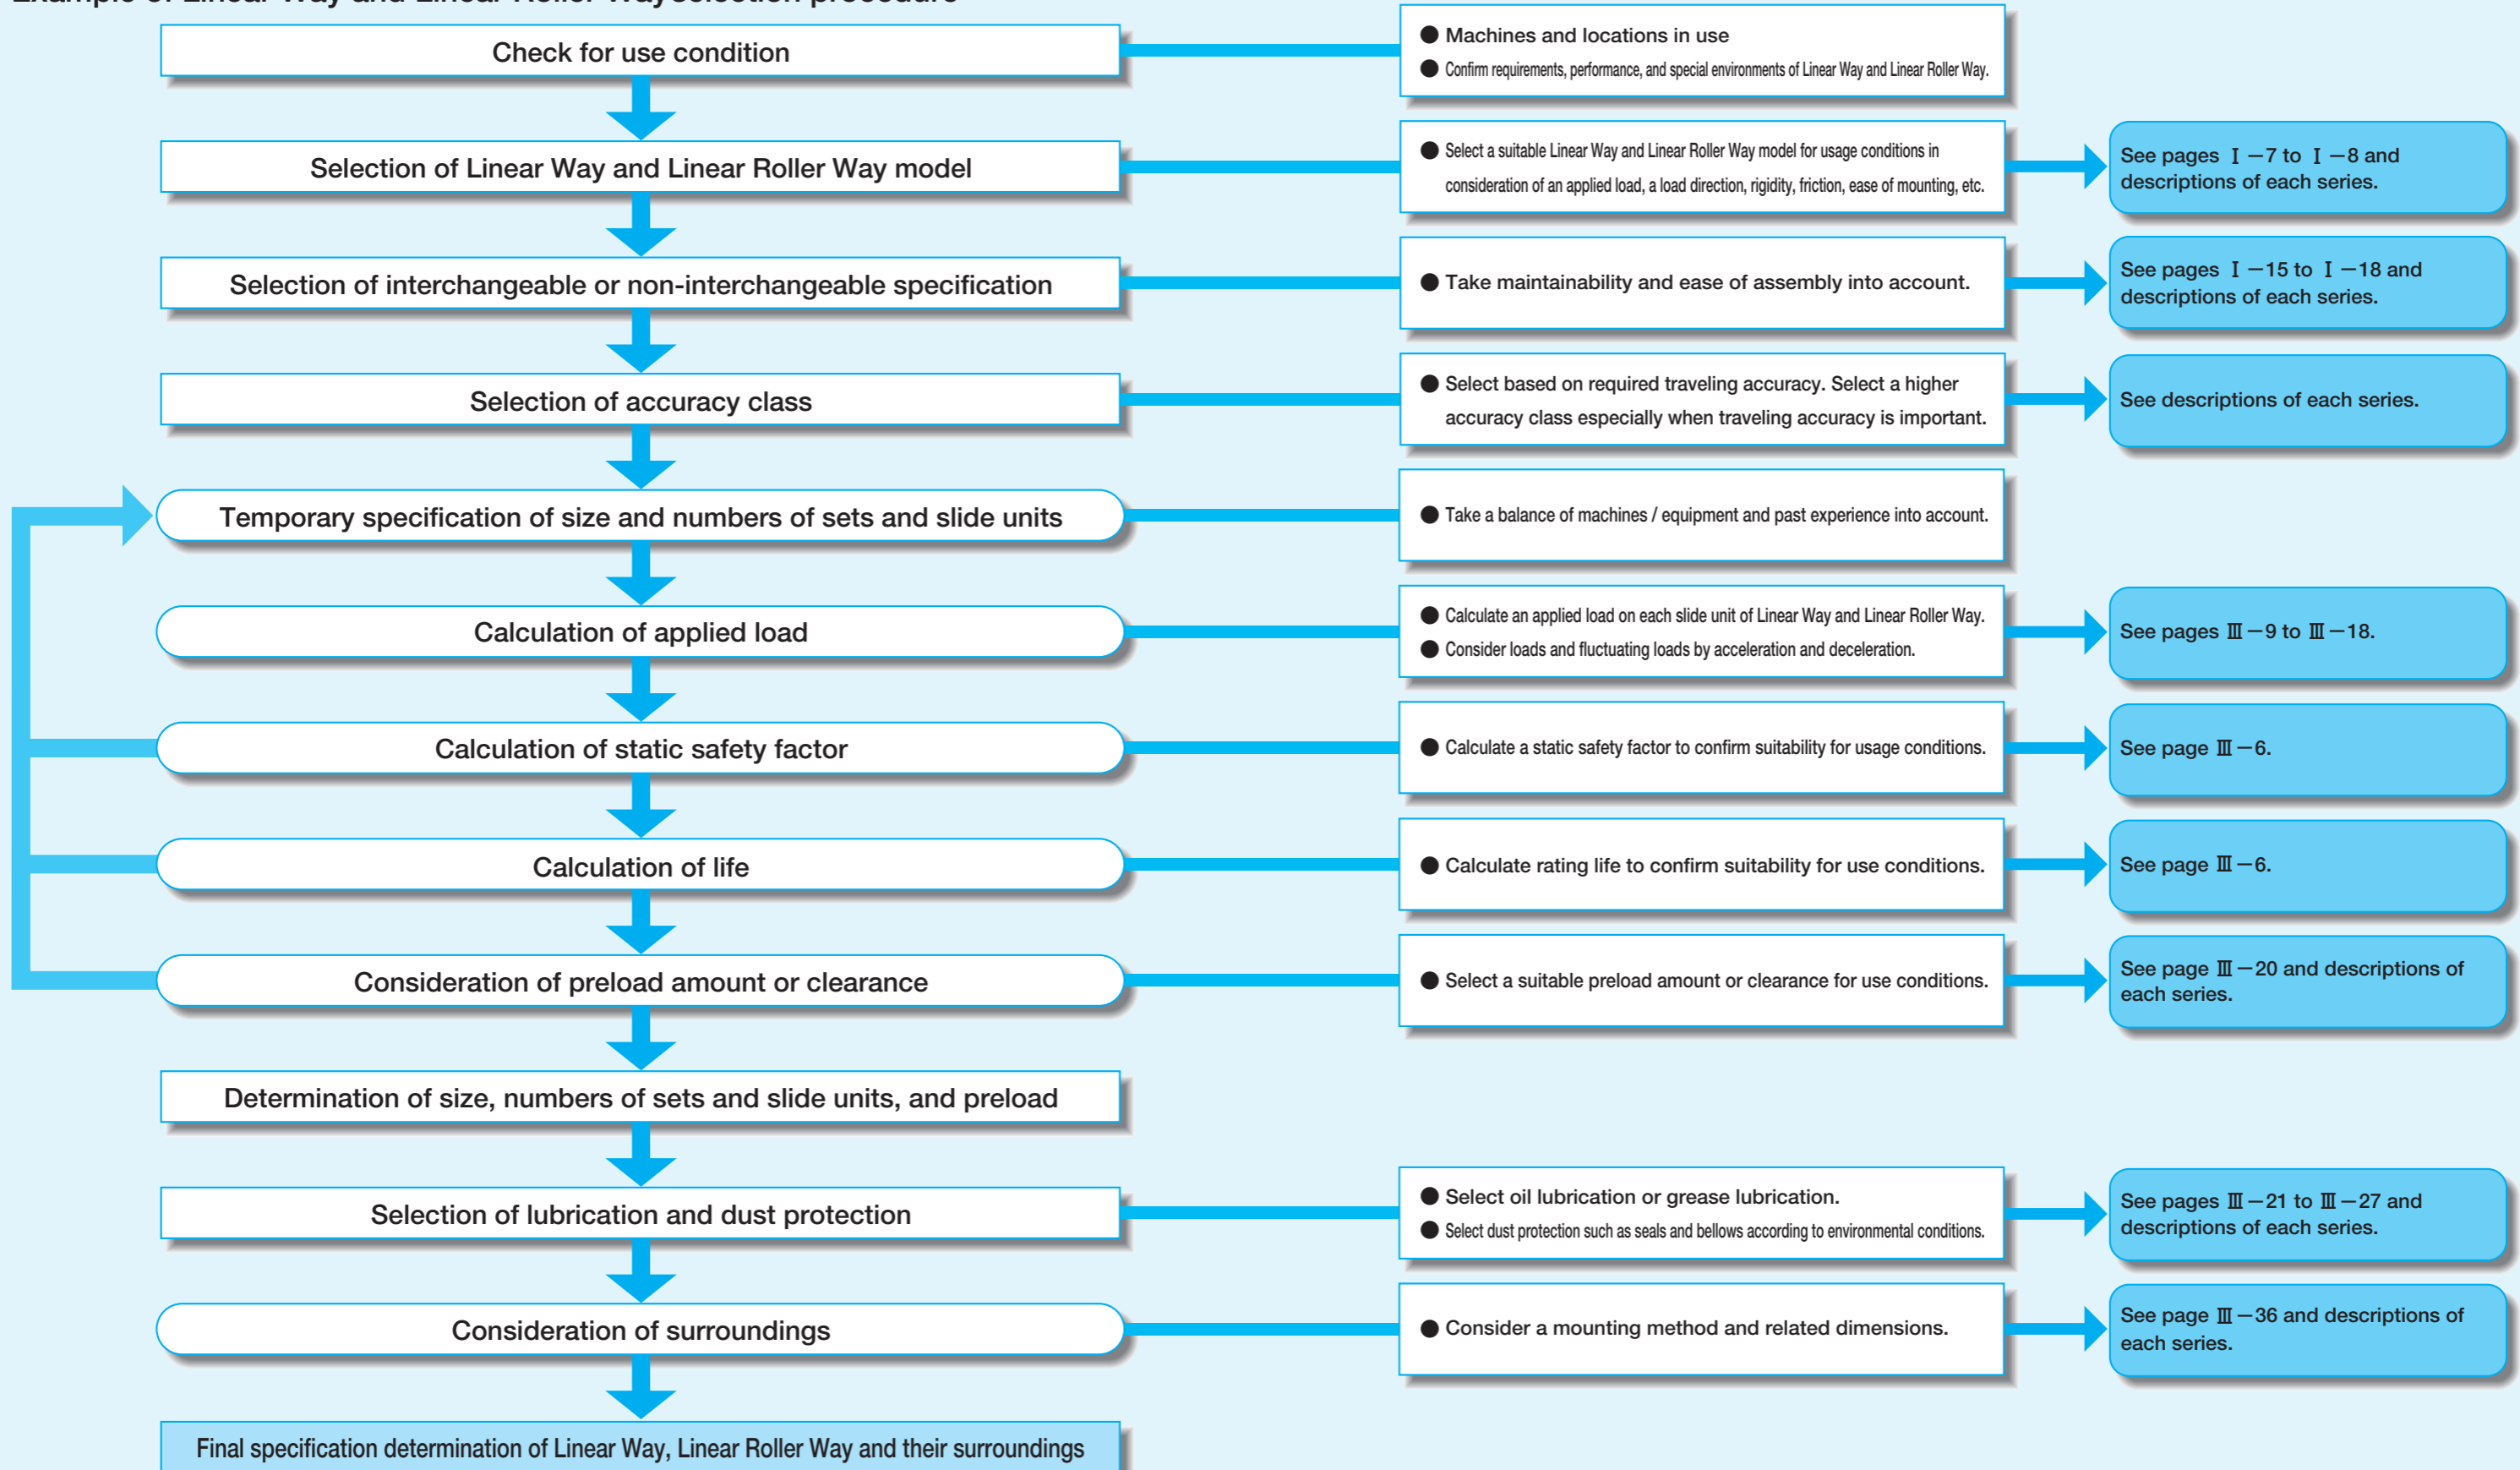 Example of Linear Way and Linear Roller Way selection procedure
Check for use condition
● Machines and locations in use
● Confirm requirements, performance, and special environments of Linear Way and Linear Roller Way.
Selection of Linear Way and Linear Roller Way model
● Select a suitable Linear Way and Linear Roller Way model for usage conditions in
consideration of an applied load, a load direction, rigidity, friction, ease of mounting, etc.
See pages Ⅰ－7 to Ⅰ－8 and
descriptions of each series.
Selection of interchangeable or non-interchangeable specification
● Take maintainability and ease of assembly into account.
See pages Ⅰ－15 to Ⅰ－18 and
descriptions of each series.
Selection of accuracy class
● Select based on required traveling accuracy. Select a higher
accuracy class especially when traveling accuracy is important.
See descriptions of each series.
Temporary specification of size and numbers of sets and slide units
● Take a balance of machines / equipment and past experience into account.
Calculation of applied load
● Calculate an applied load on each slide unit of Linear Way and Linear Roller Way.
● Consider loads and fluctuating loads by acceleration and deceleration.
See pages Ⅲ－9 to Ⅲ－18.
Calculation of static safety factor
● Calculate a static safety factor to confirm suitability for usage conditions.
See page Ⅲ－6.
Calculation of life
● Calculate rating life to confirm suitability for use conditions.
See page Ⅲ－6.
Consideration of preload amount or clearance
● Select a suitable preload amount or clearance for use conditions.
See page Ⅲ－20 and descriptions of
each series.
Determination of size, numbers of sets and slide units, and preload
Selection of lubrication and dust protection
● Select oil lubrication or grease lubrication.
● Select dust protection such as seals and bellows according to environmental conditions.
See pages Ⅲ－21 to Ⅲ－27 and
descriptions of each series.
Consideration of surroundings
● Consider a mounting method and related dimensions.
See page Ⅲ－36 and descriptions of
each series.
Final specification determination of Linear Way, Linear Roller Way and their surroundings